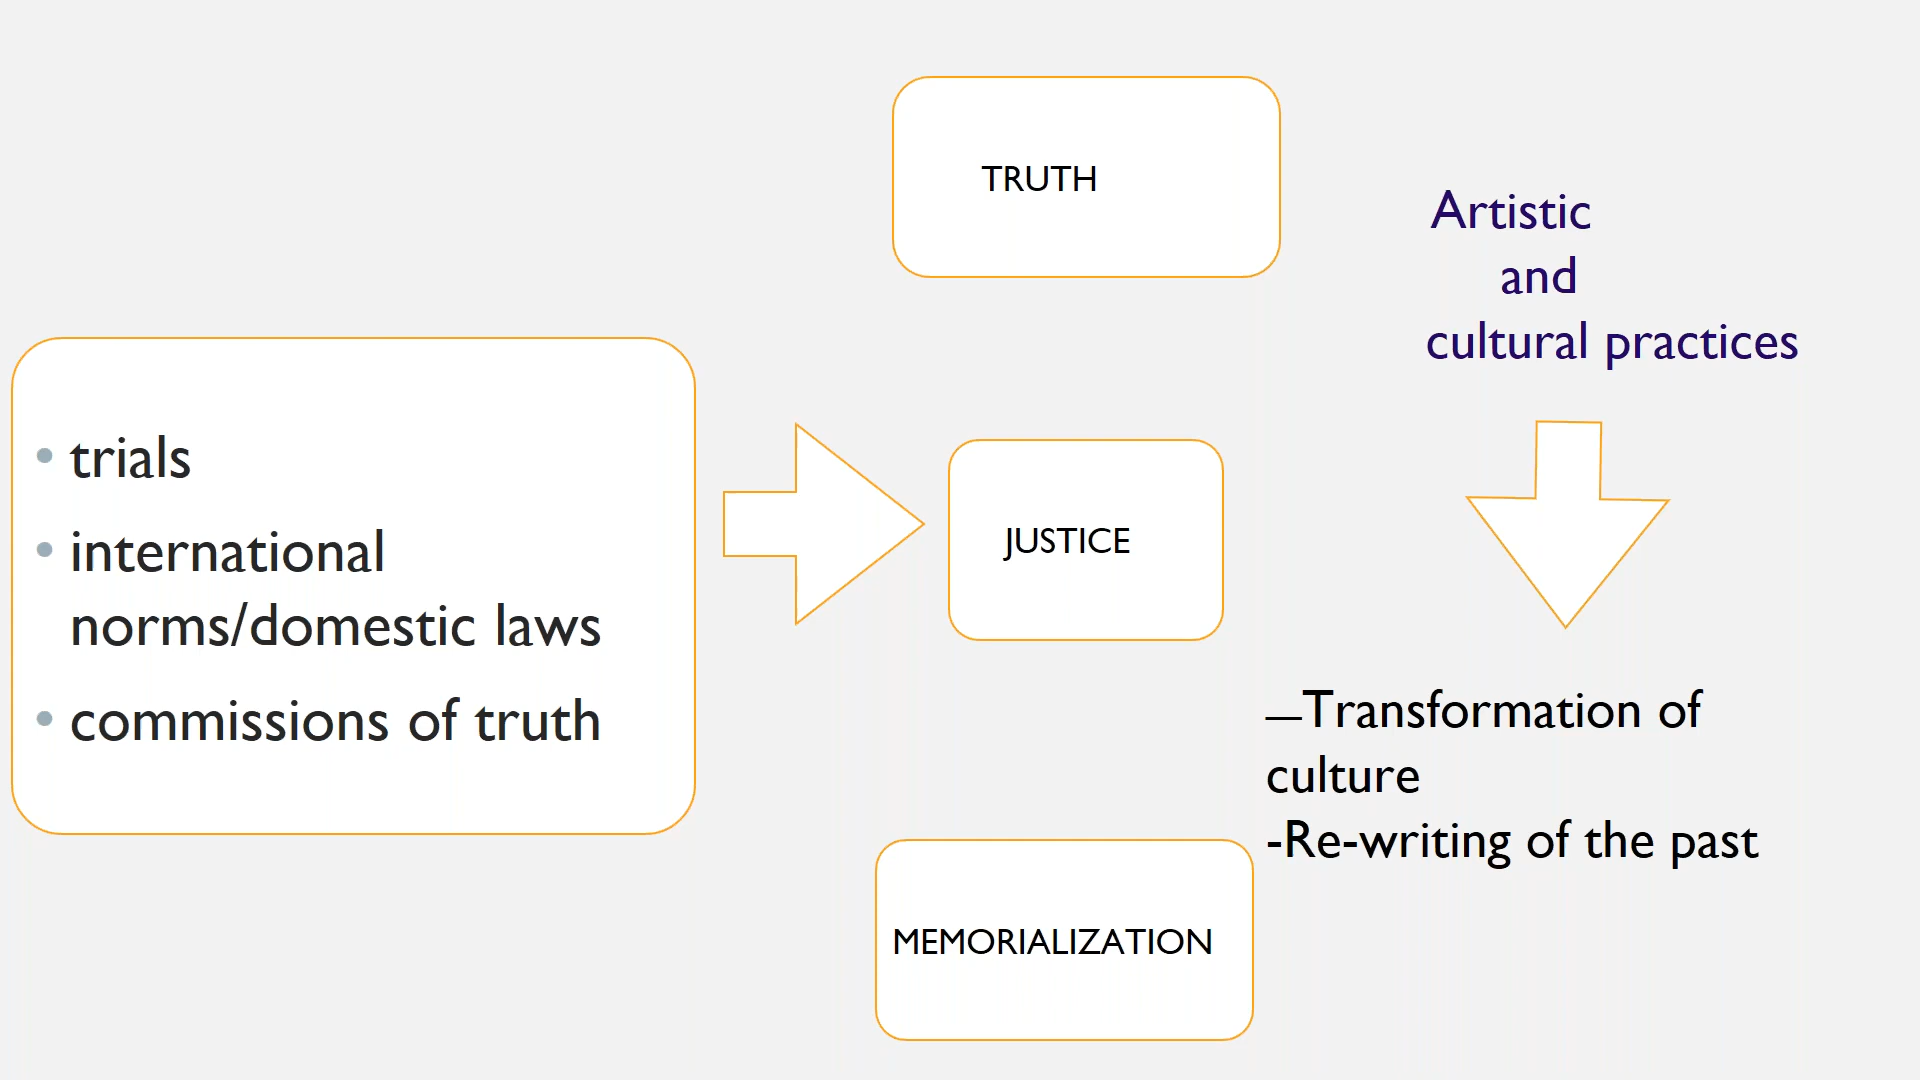 • trials
• international
norms/domestic laws
• commissions of truth
TRUTH
JUSTICE
MEMORIALIZATION
Artistic
and
cultural practices
—Transformation of
culture
-Re-writing of the past